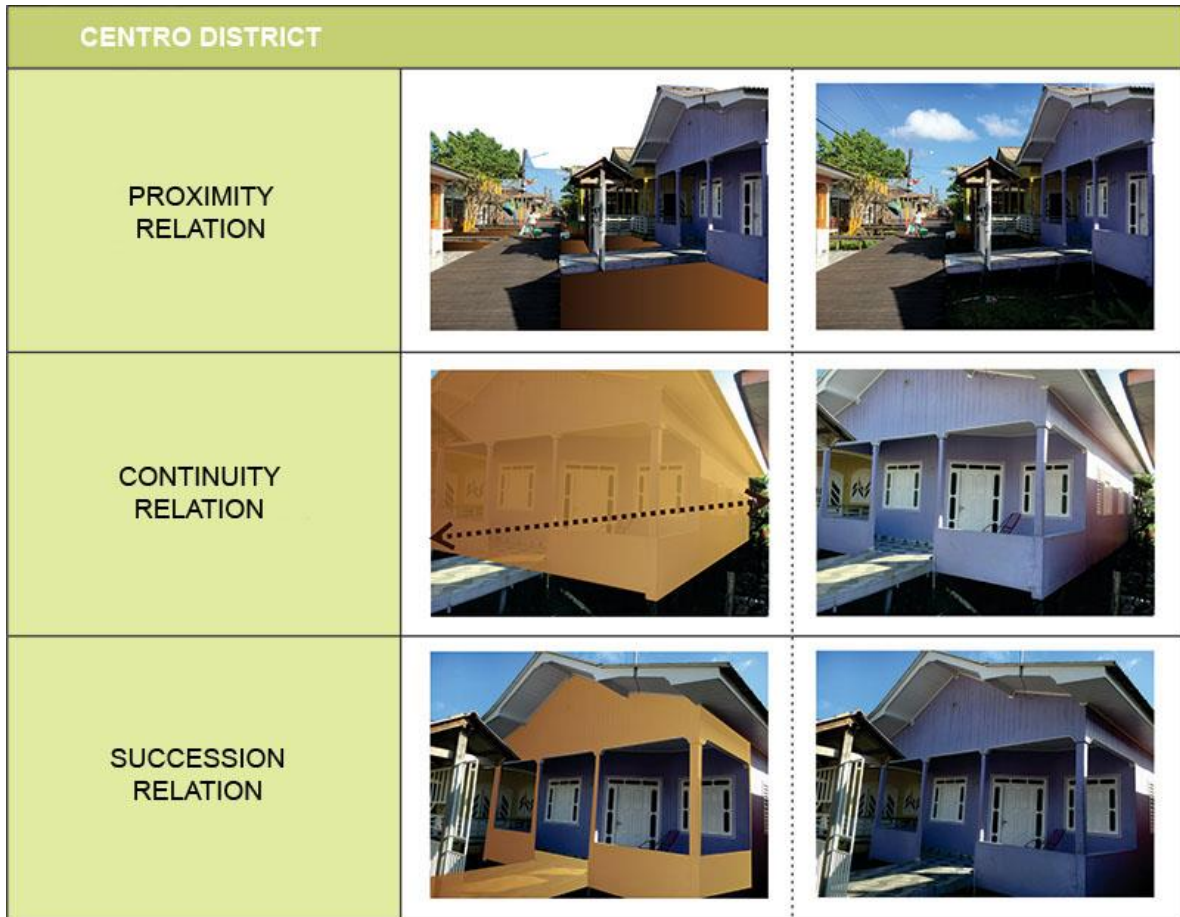 CENTRO DISTRICT
PROXIMITY
RELATION
CONTINUITY
RELATION
SUCCESSION
RELATION